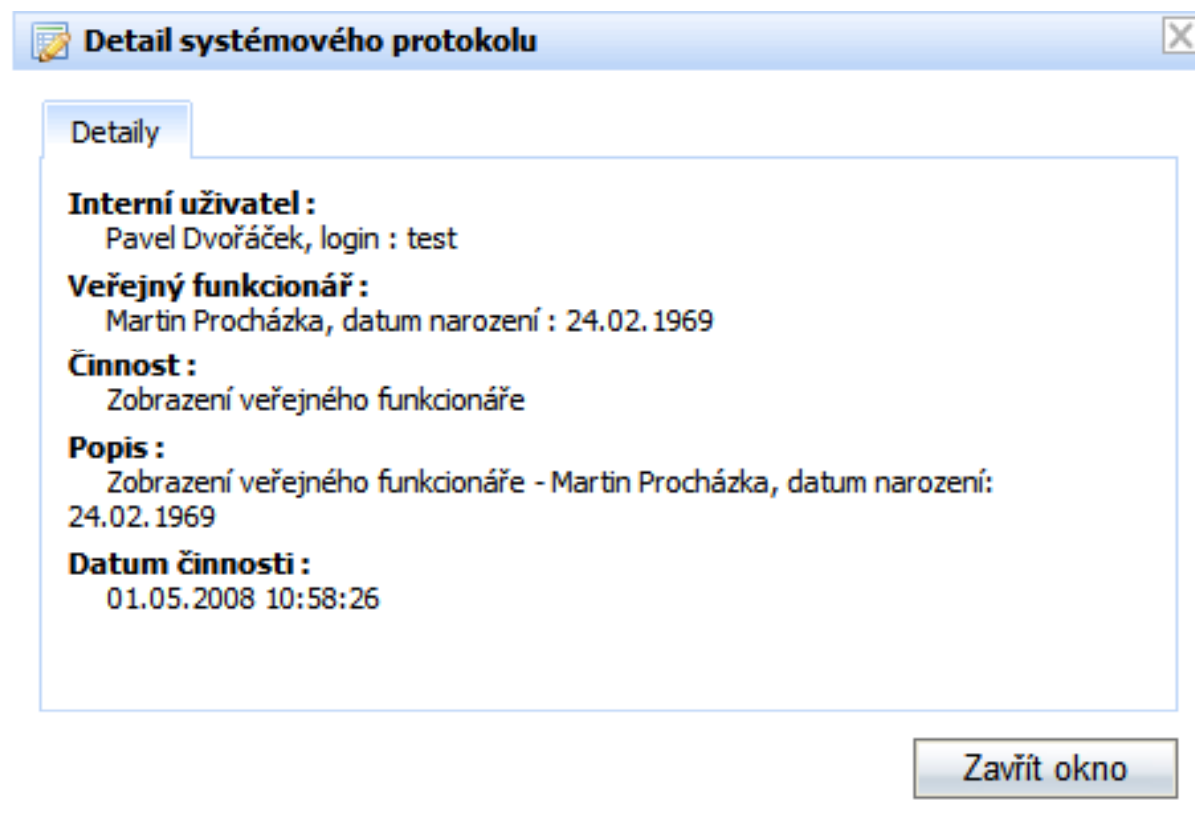 Detail systémového protokolu
Detaily
Interní uživatel :
Pavel Dvořáček, login : test
Veřejný funkcionář :
Martin Procházka, datum narození : 24.02.1969
Činnost :
Zobrazení veřejného funkcionáře
Popis :
Zobrazení veřejného funkcionáře - Martin Procházka, datum narození:
24.02.1969
Datum činnosti :
01.05.2008 10:58:26
Zavřít okno